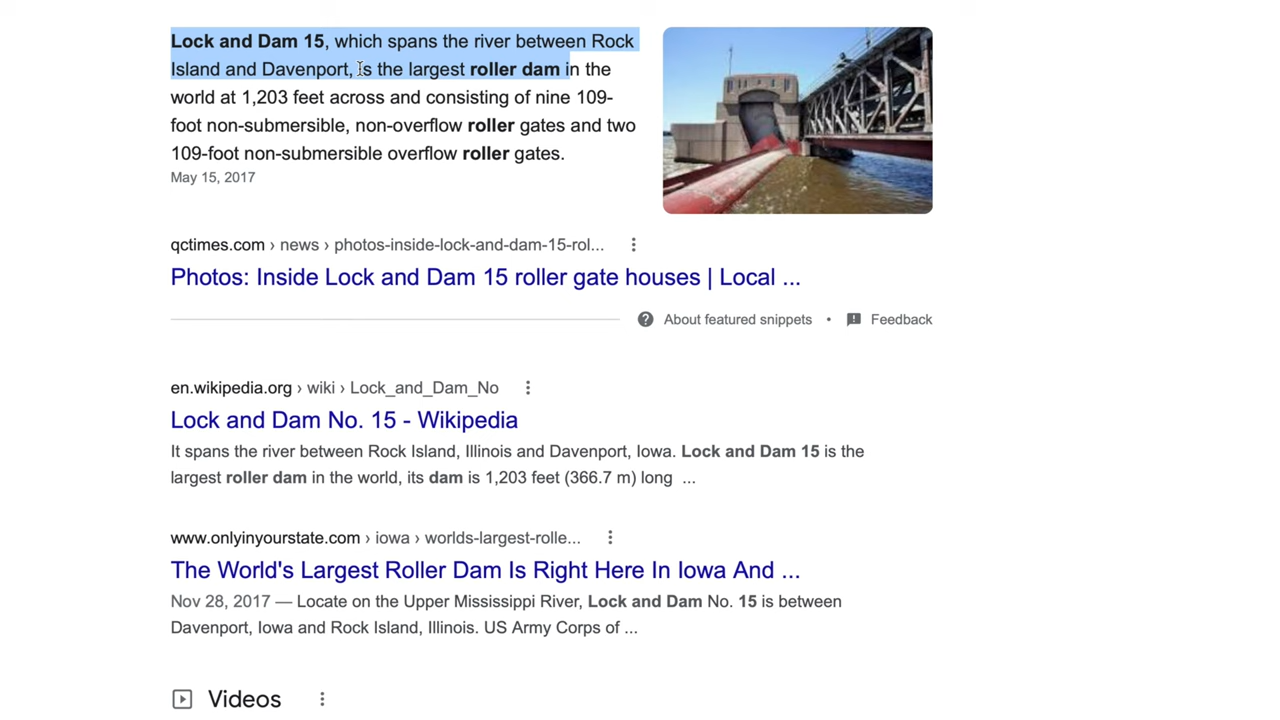 Lock and Dam 15, which spans the river between Rock
Island and Davenport, is the largest roller dam in the
world at 1,203 feet across and consisting of nine 109-
foot non-submersible, non-overflow roller gates and two
109-foot non-submersible overflow roller gates.
May 15, 2017
qctimes.com › news › photos-inside-lock-and-dam-15-rol...
Photos: Inside Lock and Dam 15 roller gate houses | Local ...
About featured snippets • Feedback
en.wikipedia.org › wiki › Lock_and_Dam_No
Lock and Dam No. 15 - Wikipedia
It spans the river between Rock Island, Illinois and Davenport, Iowa. Lock and Dam 15 is the
largest roller dam in the world, its dam is 1,203 feet (366.7 m) long ...
www.onlyinyourstate.com › iowa › worlds-largest-rolle...
The World's Largest Roller Dam Is Right Here In Iowa And ...
Nov 28, 2017 — Locate on the Upper Mississippi River, Lock and Dam No. 15 is between
Davenport, Iowa and Rock Island, Illinois. US Army Corps of ...
Videos